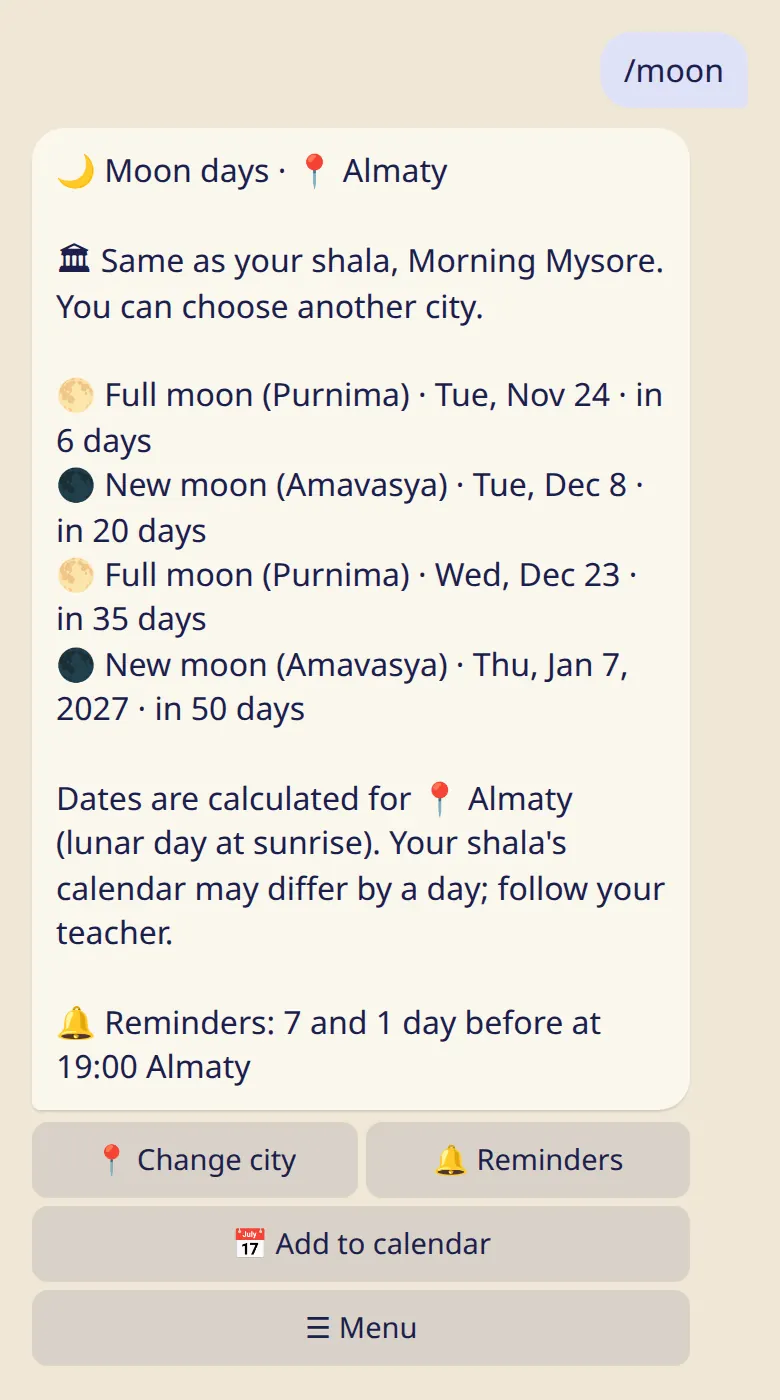 /moon
🌙 Moon days · 📍 Almaty
🏛 Same as your shala, Morning Mysore.
You can choose another city.
🌕 Full moon (Purnima) · Tue, Nov 24 · in
6 days
🌑 New moon (Amavasya) · Tue, Dec 8 ·
in 20 days
🌕 Full moon (Purnima) · Wed, Dec 23 ·
in 35 days
🌑 New moon (Amavasya) · Thu, Jan 7,
2027 · in 50 days
Dates are calculated for 📍 Almaty
(lunar day at sunrise). Your shala's
calendar may differ by a day; follow your
teacher.
🔔 Reminders: 7 and 1 day before at
19:00 Almaty
📍 Change city
🔔 Reminders
📅 Add to calendar
☰ Menu